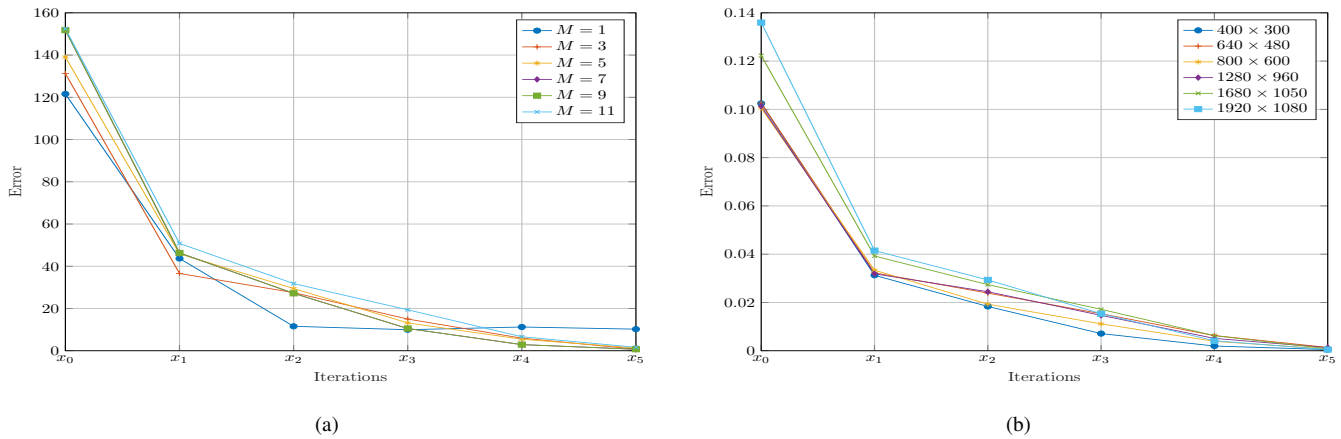 160
140
120
100
80
60
40
20
0
Error
x₀ x₁ x₂ x₃ x₄ x₅
Iterations
M = 1
M = 3
M = 5
M = 7
M = 9
M = 11
(a)
0.14
0.12
0.10
0.08
0.06
0.04
0.02
0
Error
x₀ x₁ x₂ x₃ x₄ x₅
Iterations
400 × 300
640 × 480
800 × 600
1280 × 960
1680 × 1050
1920 × 1080
(b)